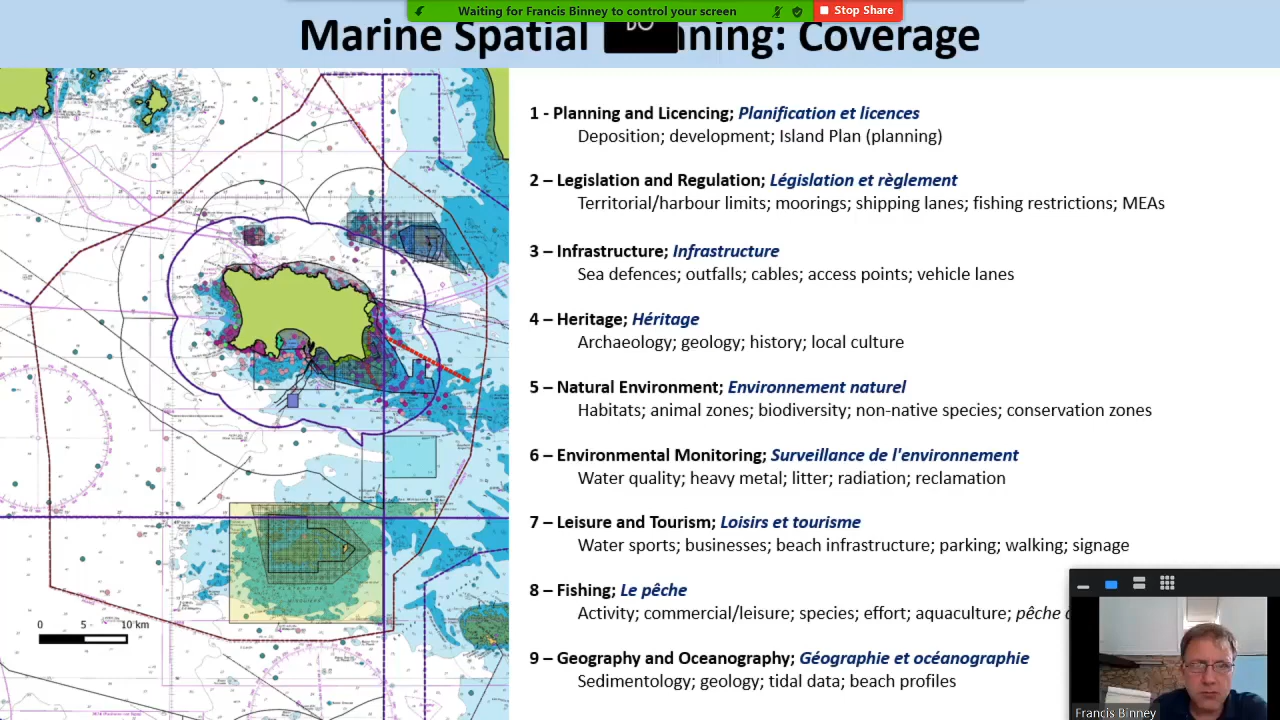 Waiting for Francis Binney to control your screen
Stop Share
Marine Spatial nning: Coverage
1 - Planning and Licencing; Planification et licences
Deposition; development; Island Plan (planning)
2 – Legislation and Regulation; Législation et règlement
Territorial/harbour limits; moorings; shipping lanes; fishing restrictions; MEAs
3 – Infrastructure; Infrastructure
Sea defences; outfalls; cables; access points; vehicle lanes
4 – Heritage; Héritage
Archaeology; geology; history; local culture
5 – Natural Environment; Environnement naturel
Habitats; animal zones; biodiversity; non-native species; conservation zones
6 – Environmental Monitoring; Surveillance de l'environnement
Water quality; heavy metal; litter; radiation; reclamation
7 – Leisure and Tourism; Loisirs et tourisme
Water sports; businesses; beach infrastructure; parking; walking; signage
8 – Fishing; Le pêche
Activity; commercial/leisure; species; effort; aquaculture; pêche
9 – Geography and Oceanography; Géographie et océanographie
Sedimentology; geology; tidal data; beach profiles
0 5 10 km
Francis Binney